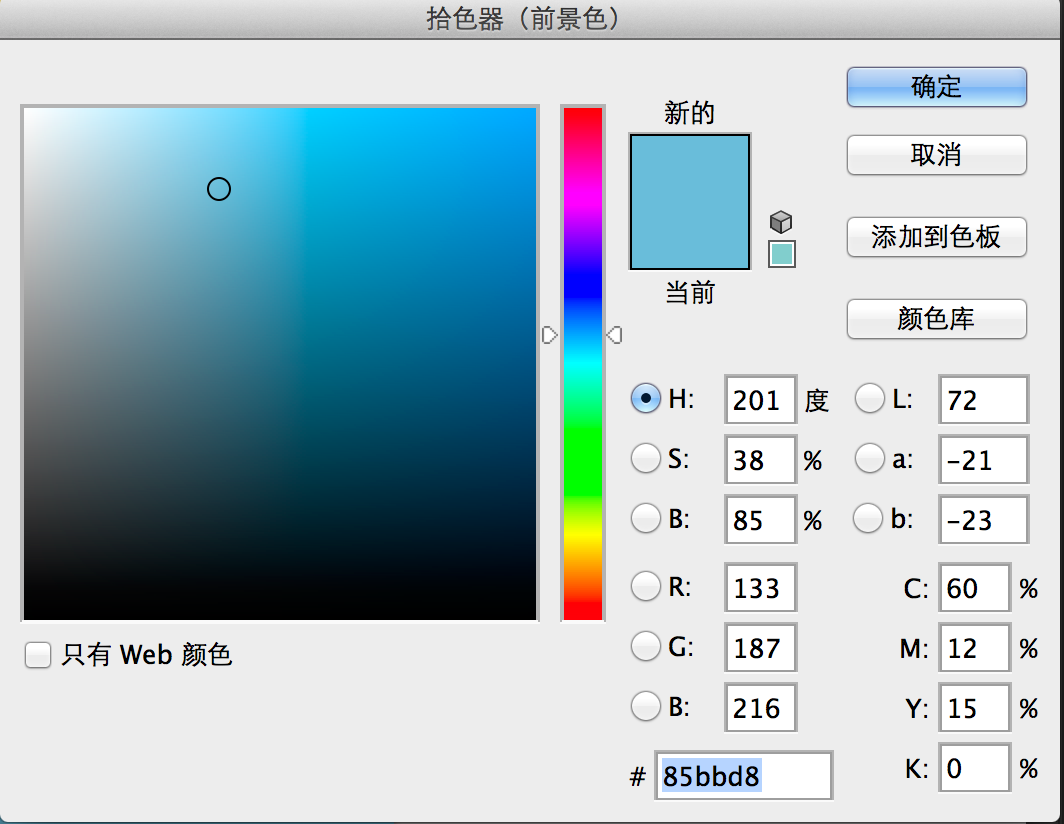 拾色器（前景色）
确定
新的
取消
添加到色板
当前
颜色库
H: 201 度 L: 72
S: 38 % a: -21
B: 85 % b: -23
R: 133 C: 60 %
G: 187 M: 12 %
只有 Web 颜色
B: 216 Y: 15 %
# 85bbd8 K: 0 %